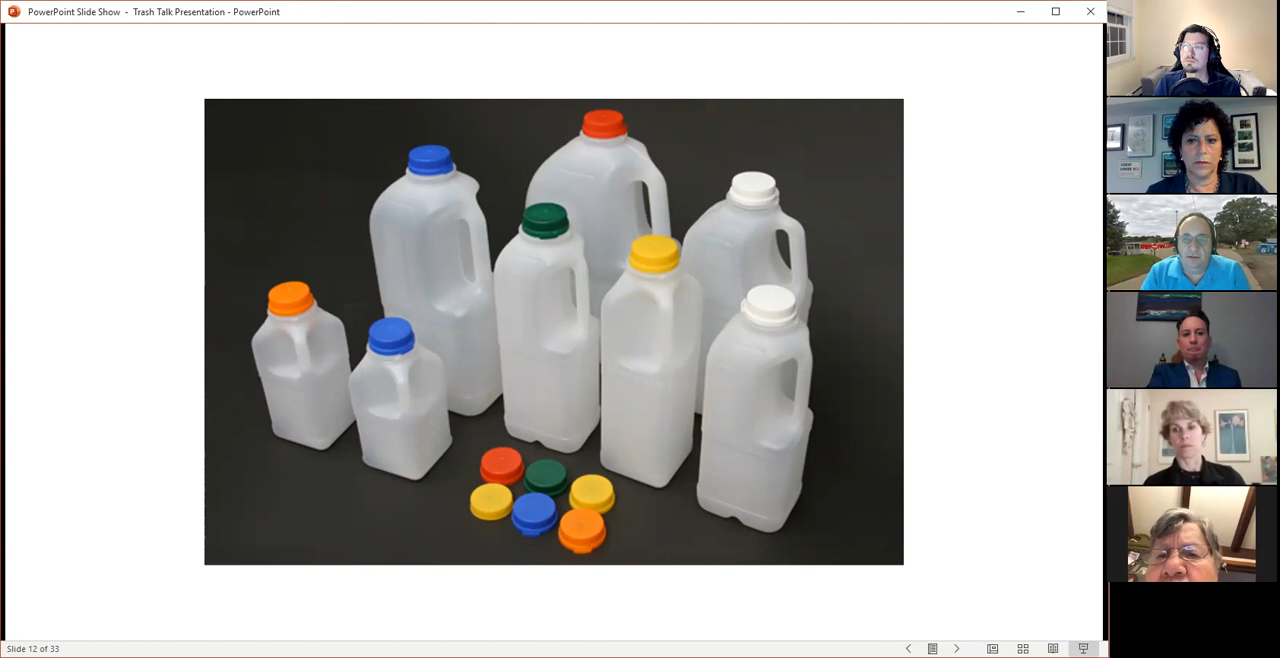 PowerPoint Slide Show - Trash Talk Presentation - PowerPoint
Slide 12 of 33